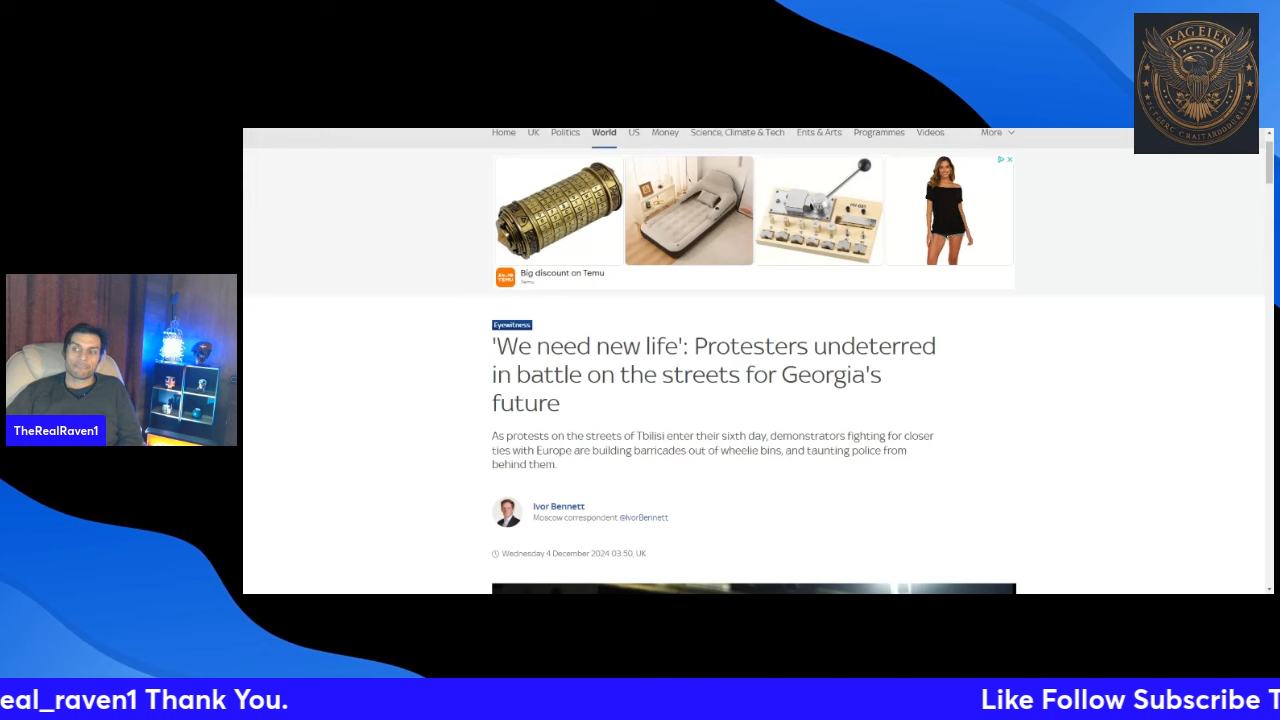 RAGEIEN
Home UK Politics World US Money Science, Climate & Tech Ents & Arts Programmes Videos More
Big discount on Temu
Temu
Eyewitness
'We need new life': Protesters undeterred
in battle on the streets for Georgia's
future
As protests on the streets of Tbilisi enter their sixth day, demonstrators fighting for closer
ties with Europe are building barricades out of wheelie bins, and taunting police from
behind them.
Ivor Bennett
Moscow correspondent @IvorBennett
Wednesday 4 December 2024 03:50, UK
TheRealRaven1
eal_raven1 Thank You.
Like Follow Subscribe T